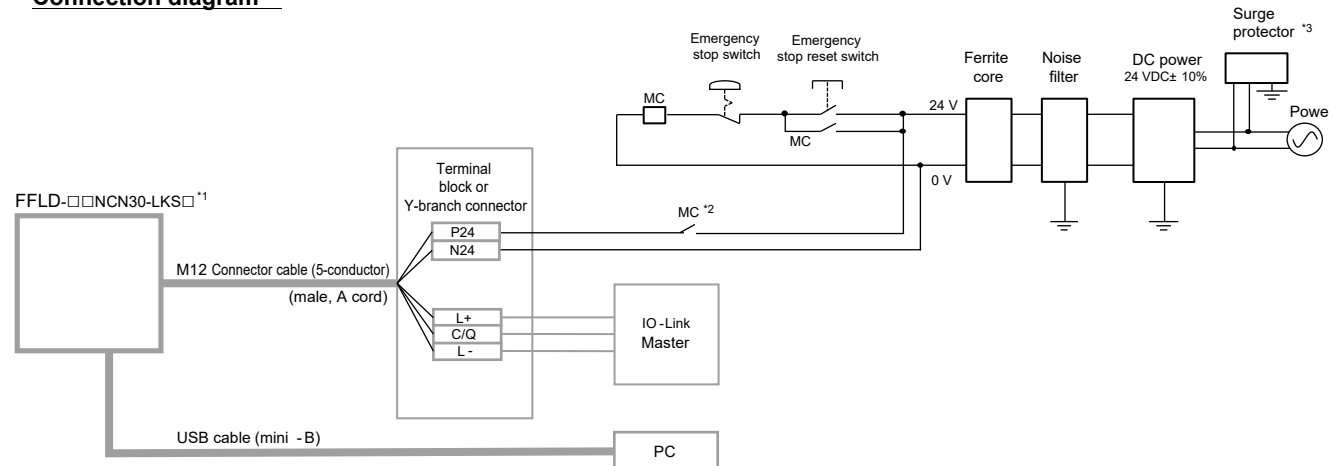 Connection diagram
Surge
protector *3
Emergency
stop switch
Emergency
stop reset switch
Ferrite
core
Noise
filter
DC power
24 VDC± 10%
MC
24 V
Powe
MC
0 V
Terminal
block or
Y-branch connector
FFLD-□□NCN30-LKS□*1
MC *2
P24
N24
M12 Connector cable (5-conductor)
(male, A cord)
L+
C/Q
L -
IO -Link
Master
USB cable (mini - B)
PC